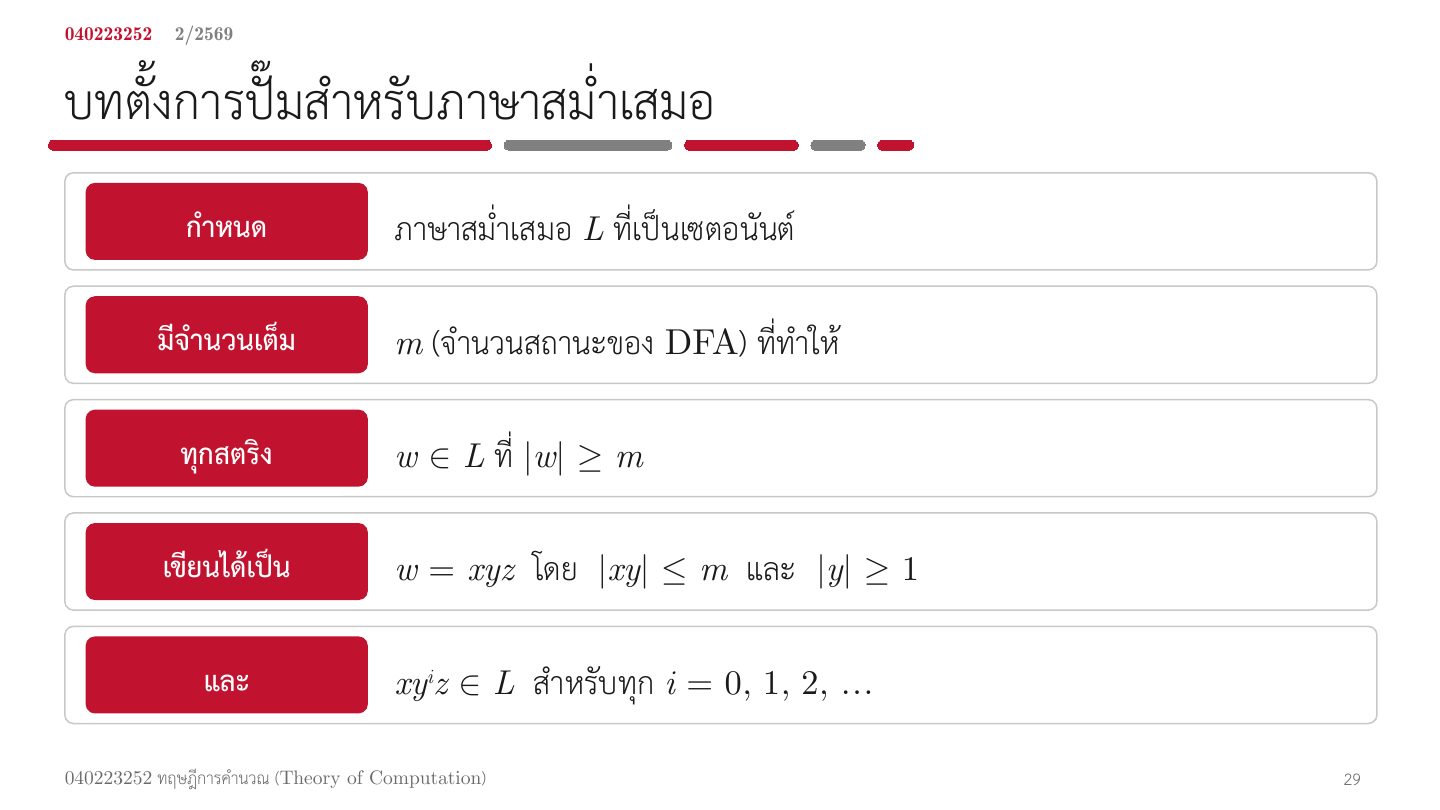 040223252 2/2569
บทตั้งการปั๊มสำหรับภาษาสม่ำเสมอ
กำหนด ภาษาสม่ำเสมอ L ที่เป็นเซตอนันต์
มีจำนวนเต็ม m (จำนวนสถานะของ DFA) ที่ทำให้
ทุกสตริง w ∈ L ที่ |w| ≥ m
เขียนได้เป็น w = xyz โดย |xy| ≤ m และ |y| ≥ 1
และ xyⁱz ∈ L สำหรับทุก i = 0, 1, 2, …
040223252 ทฤษฎีการคำนวณ (Theory of Computation) 29